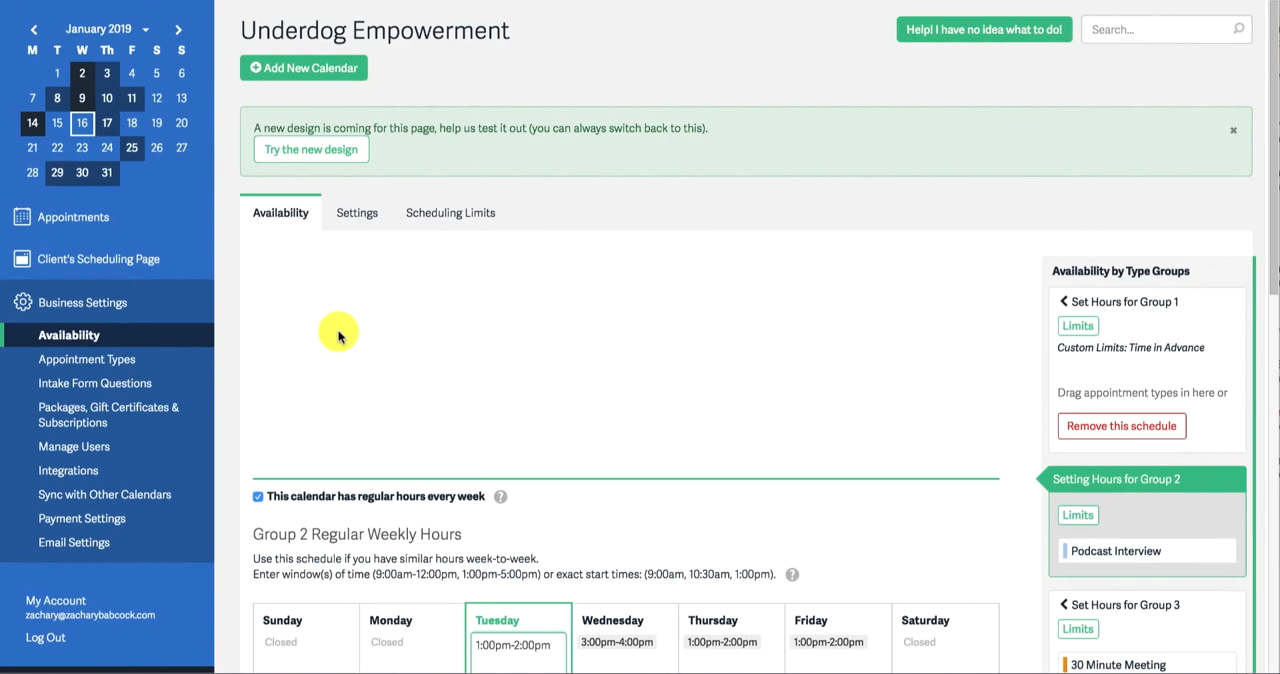 January 2019
M T W Th F S S
1 2 3 4 5 6
7 8 9 10 11 12 13
14 15 16 17 18 19 20
21 22 23 24 25 26 27
28 29 30 31
Appointments
Client's Scheduling Page
Business Settings
Availability
Appointment Types
Intake Form Questions
Packages, Gift Certificates &
Subscriptions
Manage Users
Integrations
Sync with Other Calendars
Payment Settings
Email Settings
My Account
zachary@zacharybabcock.com
Log Out
Underdog Empowerment
Help! I have no idea what to do!
Search...
Add New Calendar
A new design is coming for this page, help us test it out (you can always switch back to this).
Try the new design
Availability Settings Scheduling Limits
This calendar has regular hours every week ?
Group 2 Regular Weekly Hours
Use this schedule if you have similar hours week-to-week.
Enter window(s) of time (9:00am-12:00pm, 1:00pm-5:00pm) or exact start times: (9:00am, 10:30am, 1:00pm). ?
Sunday Monday Tuesday Wednesday Thursday Friday Saturday
Closed Closed 1:00pm-2:00pm 3:00pm-4:00pm 1:00pm-2:00pm 1:00pm-2:00pm Closed
Availability by Type Groups
Set Hours for Group 1
Limits
Custom Limits: Time in Advance
Drag appointment types in here or
Remove this schedule
Setting Hours for Group 2
Limits
Podcast Interview
Set Hours for Group 3
Limits
30 Minute Meeting